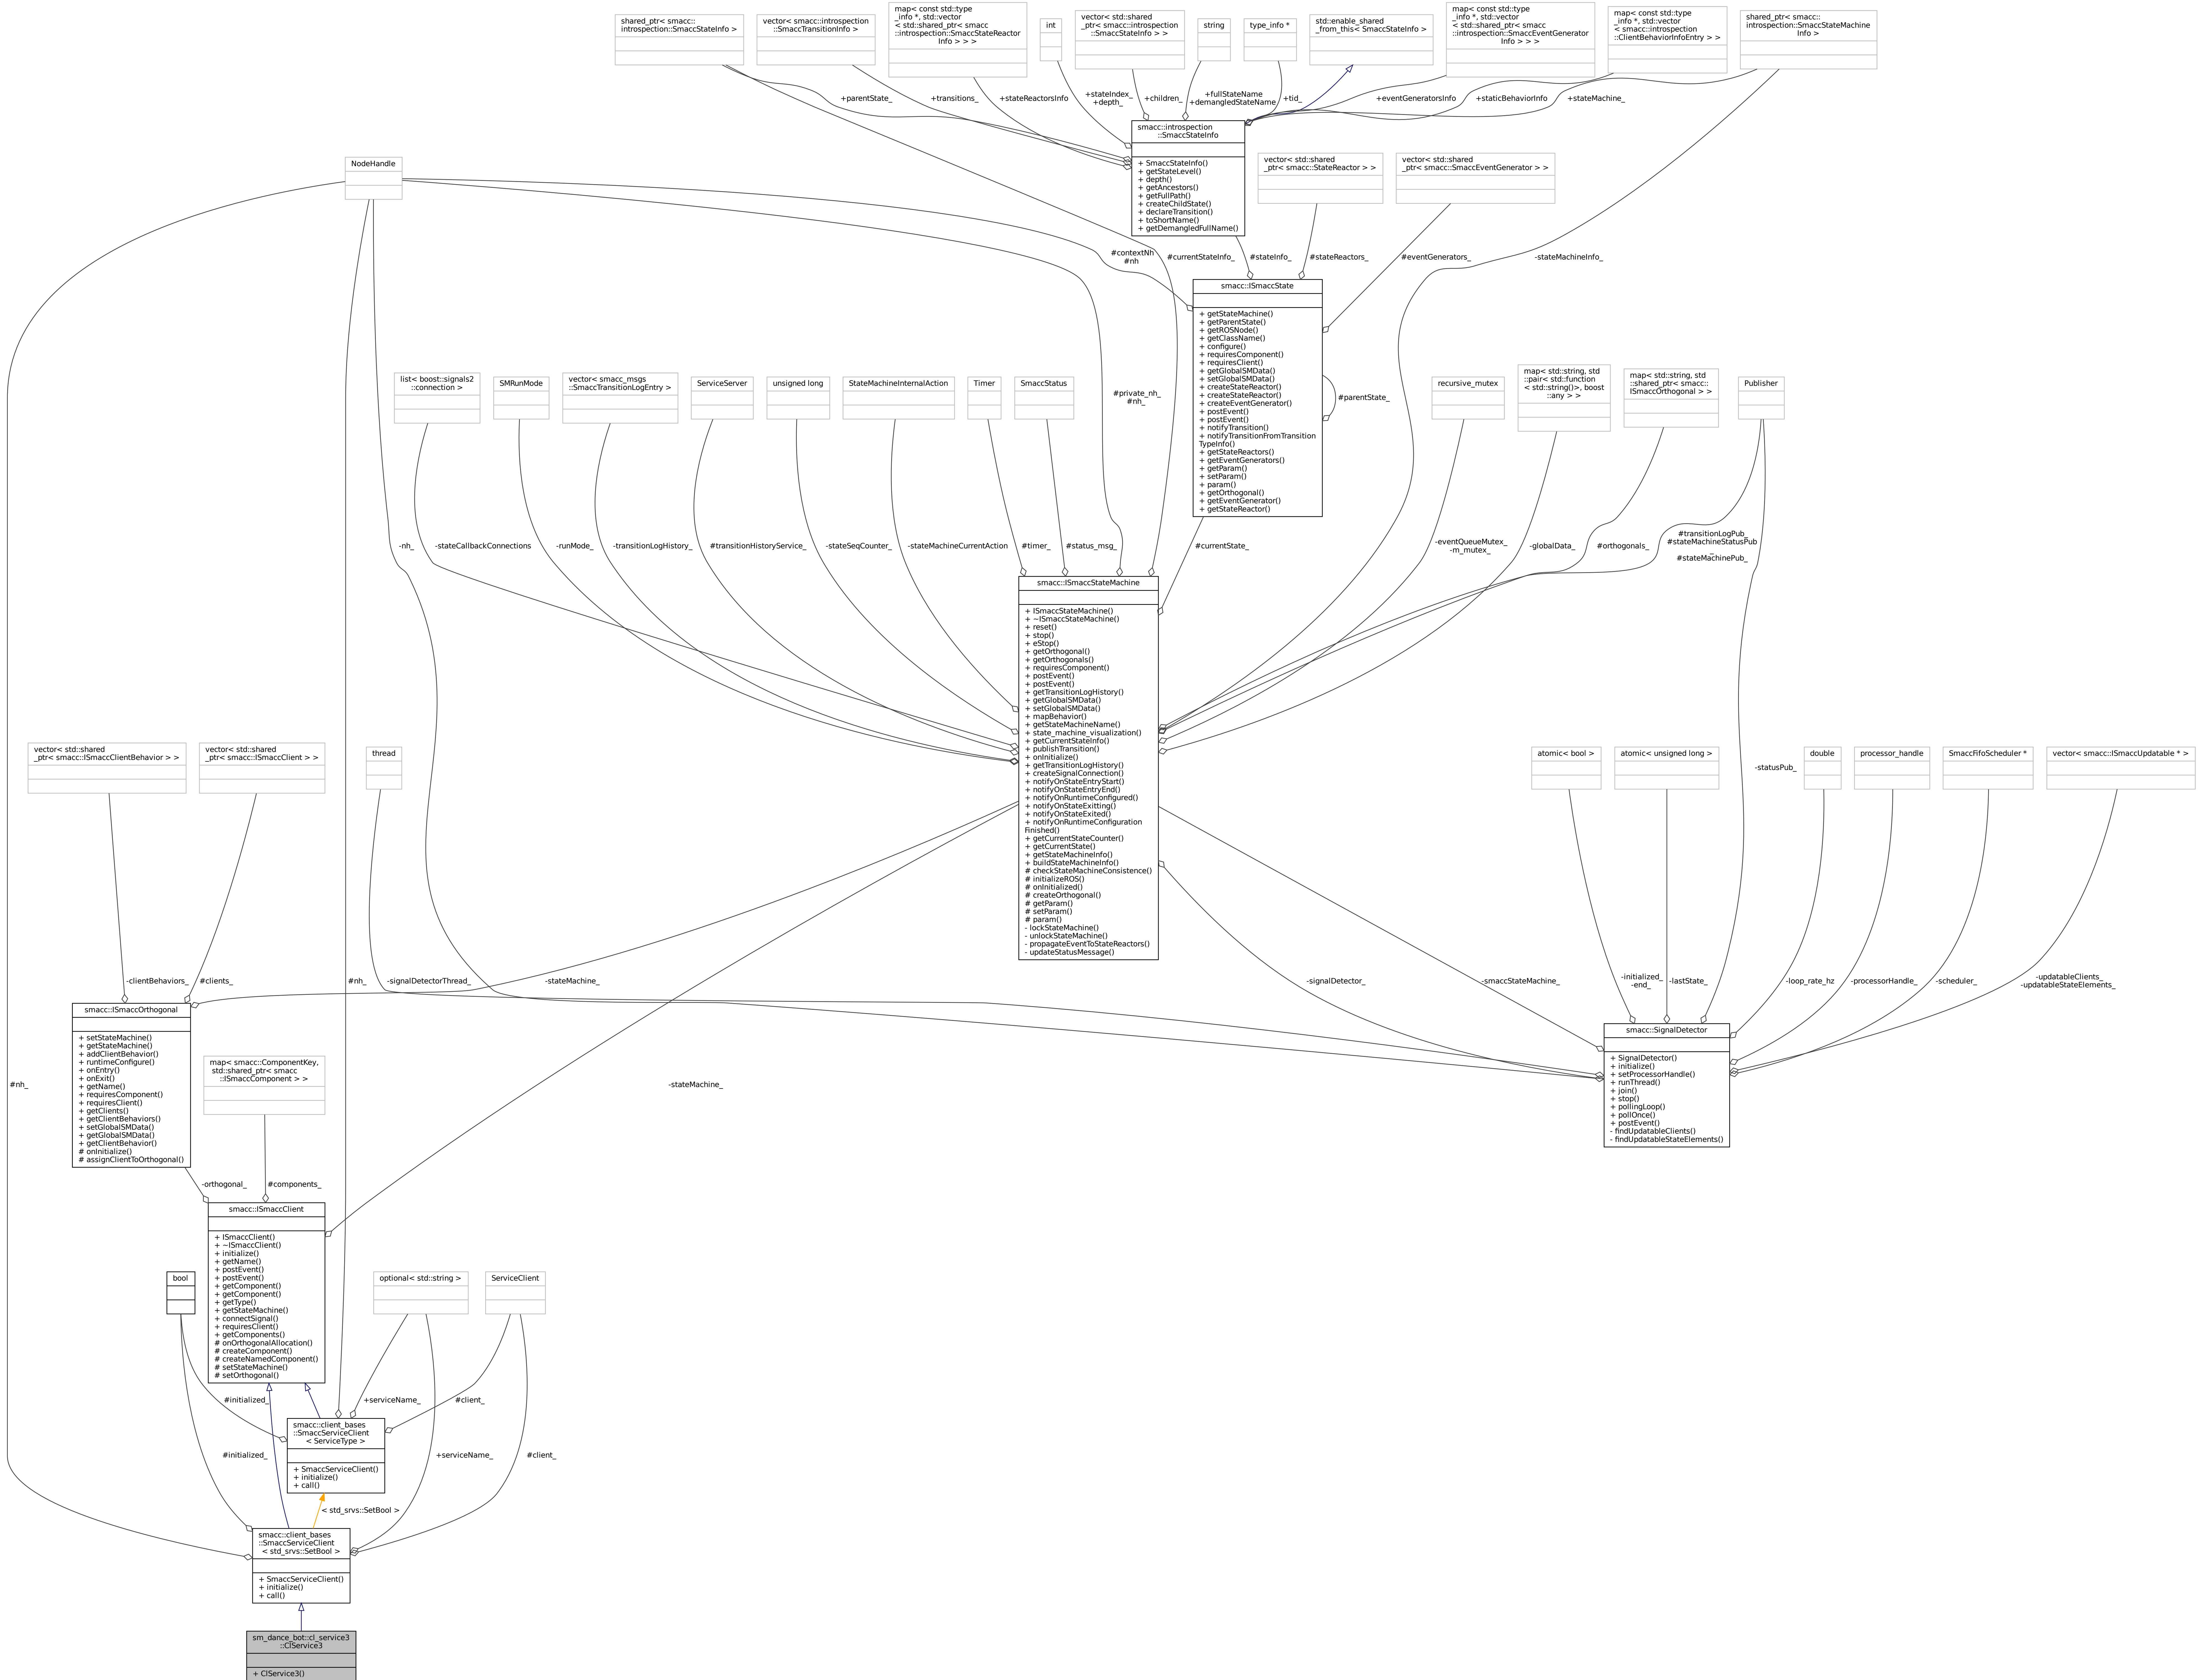 shared_ptr< smacc::
introspection::SmaccStateInfo >
vector< smacc::introspection
::SmaccTransitionInfo >
map< const std::type
_info *, std::vector
< std::shared_ptr< smacc
::introspection::SmaccStateReactor
Info > > >
int
vector< std::shared
_ptr< smacc::introspection
::SmaccStateInfo > >
string
type_info *
std::enable_shared
_from_this< SmaccStateInfo >
map< const std::type
_info *, std::vector
< std::shared_ptr< smacc
::introspection::SmaccEventGenerator
Info > > >
map< const std::type
_info *, std::vector
< smacc::introspection
::ClientBehaviorInfoEntry > >
shared_ptr< smacc::
introspection::SmaccStateMachine
Info >
+parentState_
+transitions_
+stateReactorsInfo
+stateIndex_
+depth_
+children_
+fullStateName
+demangledStateName
+tid_
+eventGeneratorsInfo
+staticBehaviorInfo
+stateMachine_
smacc::introspection
::SmaccStateInfo
+ SmaccStateInfo()
+ getStateLevel()
+ depth()
+ getAncestors()
+ getFullPath()
+ createChildState()
+ declareTransition()
+ toShortName()
+ getDemangledFullName()
NodeHandle
vector< std::shared
_ptr< smacc::StateReactor > >
vector< std::shared
_ptr< smacc::SmaccEventGenerator > >
#contextNh
#nh
#currentStateInfo_
#stateInfo_
#stateReactors_
#eventGenerators_
-stateMachineInfo_
smacc::ISmaccState
+ getStateMachine()
+ getParentState()
+ getROSNode()
+ getClassName()
+ configure()
+ requiresComponent()
+ requiresClient()
+ getGlobalSMData()
+ setGlobalSMData()
+ createStateReactor()
+ createStateReactor()
+ createEventGenerator()
+ postEvent()
+ postEvent()
+ notifyTransition()
+ notifyTransitionFromTransition
TypeInfo()
+ getStateReactors()
+ getEventGenerators()
+ getParam()
+ setParam()
+ param()
+ getOrthogonal()
+ getEventGenerator()
+ getStateReactor()
#parentState_
list< boost::signals2
::connection >
SMRunMode
vector< smacc_msgs
::SmaccTransitionLogEntry >
ServiceServer
unsigned long
StateMachineInternalAction
Timer
SmaccStatus
#private_nh_
#nh_
recursive_mutex
map< std::string, std
::pair< std::function
< std::string()>, boost
::any > >
map< std::string, std
::shared_ptr< smacc::
ISmaccOrthogonal > >
Publisher
-nh_
-stateCallbackConnections
-runMode_
-transitionLogHistory_
#transitionHistoryService_
-stateSeqCounter_
-stateMachineCurrentAction
#timer_
#status_msg_
#currentState_
-eventQueueMutex_
-m_mutex_
-globalData_
#orthogonals_
#transitionLogPub_
#stateMachineStatusPub
_
#stateMachinePub_
smacc::ISmaccStateMachine
+ ISmaccStateMachine()
+ ~ISmaccStateMachine()
+ reset()
+ stop()
+ eStop()
+ getOrthogonal()
+ getOrthogonals()
+ requiresComponent()
+ postEvent()
+ postEvent()
+ getTransitionLogHistory()
+ getGlobalSMData()
+ setGlobalSMData()
+ mapBehavior()
+ getStateMachineName()
+ state_machine_visualization()
+ getCurrentStateInfo()
+ publishTransition()
+ onInitialize()
+ getTransitionLogHistory()
+ createSignalConnection()
+ notifyOnStateEntryStart()
+ notifyOnStateEntryEnd()
+ notifyOnRuntimeConfigured()
+ notifyOnStateExitting()
+ notifyOnStateExited()
+ notifyOnRuntimeConfiguration
Finished()
+ getCurrentStateCounter()
+ getCurrentState()
+ getStateMachineInfo()
+ buildStateMachineInfo()
# checkStateMachineConsistence()
# initializeROS()
# onInitialized()
# createOrthogonal()
# getParam()
# setParam()
# param()
- lockStateMachine()
- unlockStateMachine()
- propagateEventToStateReactors()
- updateStatusMessage()
vector< std::shared
_ptr< smacc::ISmaccClientBehavior > >
vector< std::shared
_ptr< smacc::ISmaccClient > >
thread
atomic< bool >
atomic< unsigned long >
-statusPub_
double
processor_handle
SmaccFifoScheduler *
vector< smacc::ISmaccUpdatable * >
-clientBehaviors_
#clients_
#nh_
-signalDetectorThread_
-stateMachine_
-signalDetector_
-smaccStateMachine_
-initialized_
-end_
-lastState_
-loop_rate_hz
-processorHandle_
-scheduler_
-updatableClients_
-updatableStateElements_
smacc::ISmaccOrthogonal
+ setStateMachine()
+ getStateMachine()
+ addClientBehavior()
+ runtimeConfigure()
+ onEntry()
+ onExit()
+ getName()
+ requiresComponent()
+ requiresClient()
+ getClients()
+ getClientBehaviors()
+ setGlobalSMData()
+ getGlobalSMData()
+ getClientBehavior()
# onInitialize()
# assignClientToOrthogonal()
smacc::SignalDetector
+ SignalDetector()
+ initialize()
+ setProcessorHandle()
+ runThread()
+ join()
+ stop()
+ pollingLoop()
+ pollOnce()
+ postEvent()
- findUpdatableClients()
- findUpdatableStateElements()
map< smacc::ComponentKey,
std::shared_ptr< smacc
::ISmaccComponent > >
#nh_
-stateMachine_
-orthogonal_
#components_
smacc::ISmaccClient
+ ISmaccClient()
+ ~ISmaccClient()
+ initialize()
+ getName()
+ postEvent()
+ postEvent()
+ getComponent()
+ getComponent()
+ getType()
+ getStateMachine()
+ connectSignal()
+ requiresClient()
+ getComponents()
# onOrthogonalAllocation()
# createComponent()
# createNamedComponent()
# setStateMachine()
# setOrthogonal()
bool
optional< std::string >
ServiceClient
#initialized_
+serviceName_
#client_
smacc::client_bases
::SmaccServiceClient
< ServiceType >
+ SmaccServiceClient()
+ initialize()
+ call()
#initialized_
+serviceName_
#client_
< std_srvs::SetBool >
smacc::client_bases
::SmaccServiceClient
< std_srvs::SetBool >
+ SmaccServiceClient()
+ initialize()
+ call()
sm_dance_bot::cl_service3
::ClService3
+ ClService3()